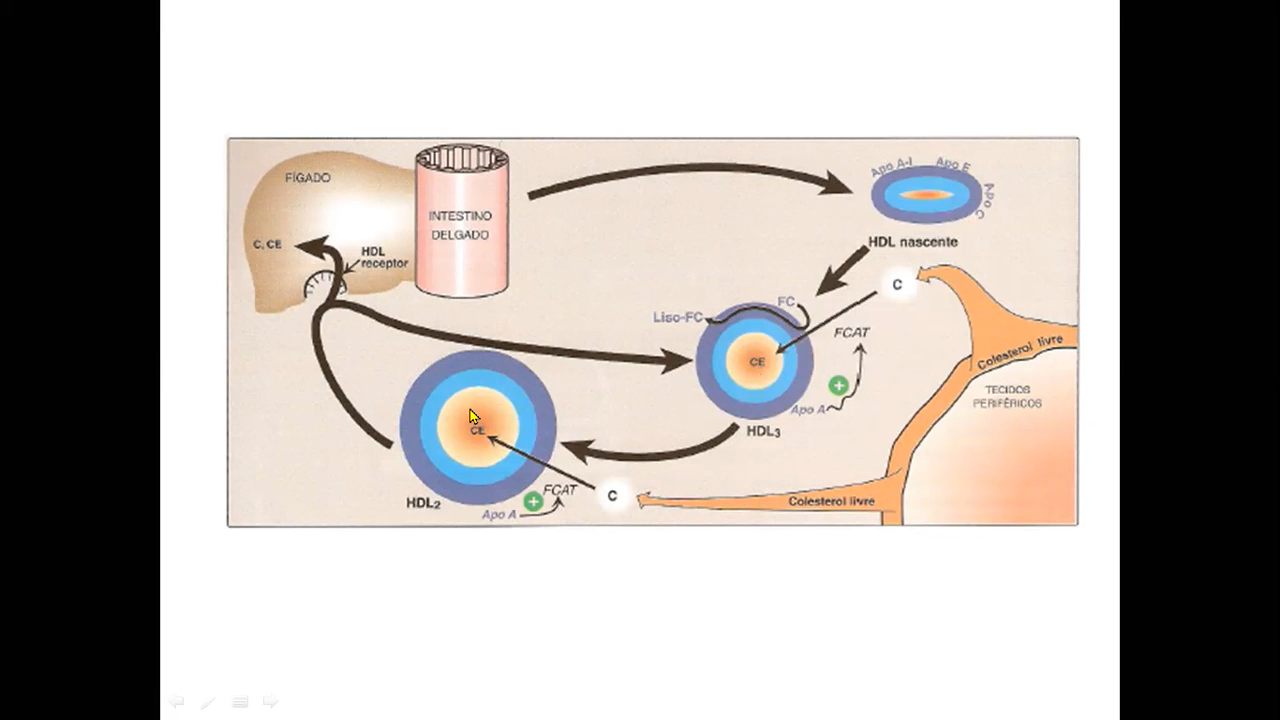 FÍGADO
C, CE
HDL
receptor
INTESTINO
DELGADO
Apo A-I
Apo E
Apo C
HDL nascente
C
Colesterol livre
TECIDOS
PERIFÉRICOS
Liso-FC
FC
FCAT
CE
+
Apo A
HDL3
CE
HDL2
FCAT
+
Apo A
C
Colesterol livre